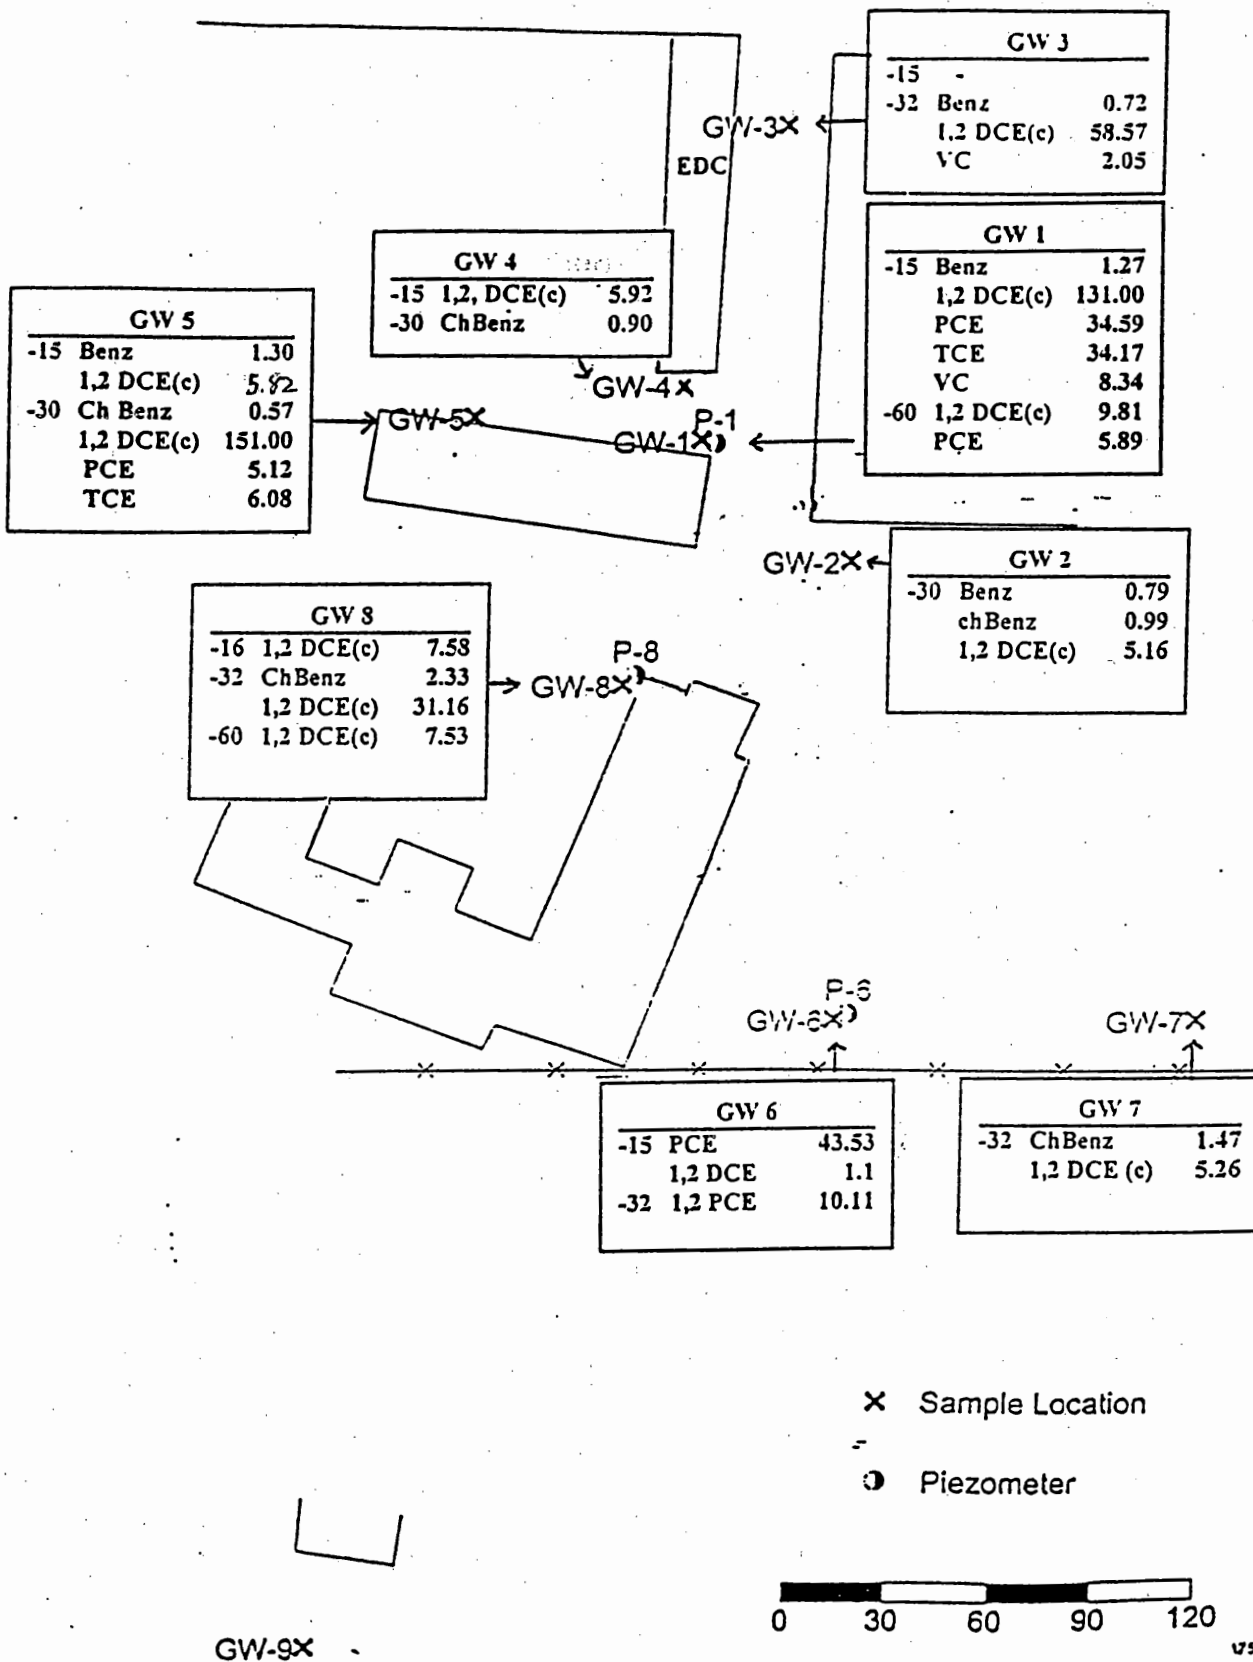 GW 3
-15 -
-32 Benz 0.72
1,2 DCE(c) 58.57
VC 2.05
GW-3X
EDC
GW 1
-15 Benz 1.27
1,2 DCE(c) 131.00
PCE 34.59
TCE 34.17
VC 8.34
-60 1,2 DCE(c) 9.81
PCE 5.89
GW 4
-15 1,2, DCE(c) 5.92
-30 ChBenz 0.90
GW 5
-15 Benz 1.30
1,2 DCE(c) 5.82
-30 Ch Benz 0.57
1,2 DCE(c) 151.00
PCE 5.12
TCE 6.08
GW-4X
GW-5X
P-1
GW-1X
GW-2X
GW 2
-30 Benz 0.79
chBenz 0.99
1,2 DCE(c) 5.16
GW 8
-16 1,2 DCE(c) 7.58
-32 ChBenz 2.33
1,2 DCE(c) 31.16
-60 1,2 DCE(c) 7.53
P-8
GW-8X
P-6
GW-6X
GW-7X
GW 6
-15 PCE 43.53
1,2 DCE 1.1
-32 1,2 PCE 10.11
GW 7
-32 ChBenz 1.47
1,2 DCE (c) 5.26
X Sample Location
Piezometer
0 30 60 90 120
GW-9X